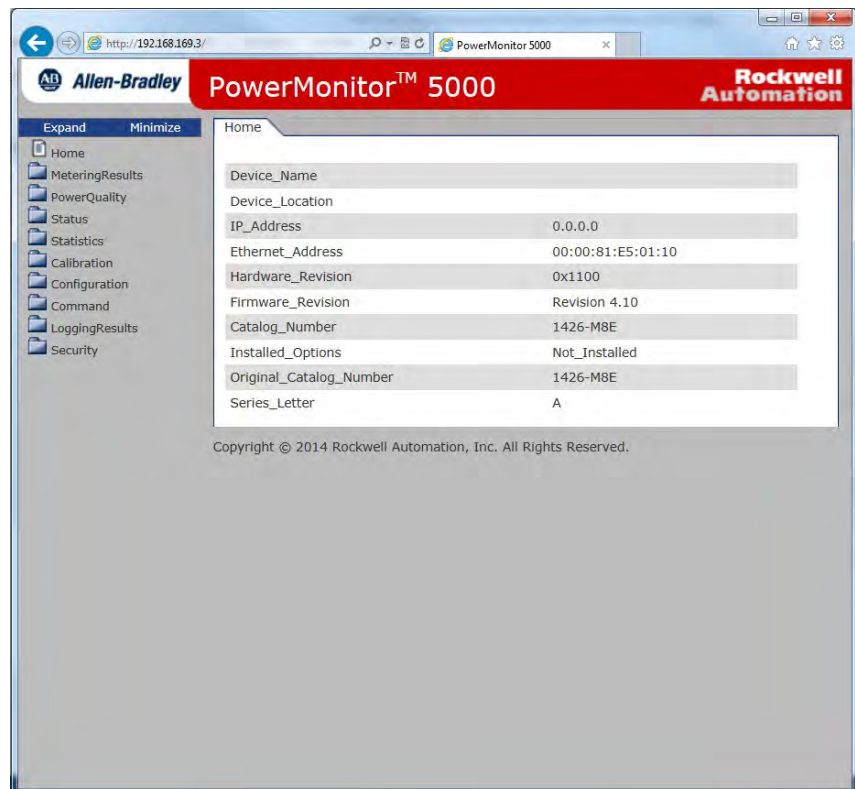 http://192.168.169.3/
PowerMonitor 5000
AB Allen-Bradley
PowerMonitor™ 5000
Rockwell
Automation
Expand Minimize
Home
Home
MeteringResults
PowerQuality
Status
Statistics
Calibration
Configuration
Command
LoggingResults
Security
Device_Name
Device_Location
IP_Address 0.0.0.0
Ethernet_Address 00:00:81:E5:01:10
Hardware_Revision 0x1100
Firmware_Revision Revision 4.10
Catalog_Number 1426-M8E
Installed_Options Not_Installed
Original_Catalog_Number 1426-M8E
Series_Letter A
Copyright © 2014 Rockwell Automation, Inc. All Rights Reserved.